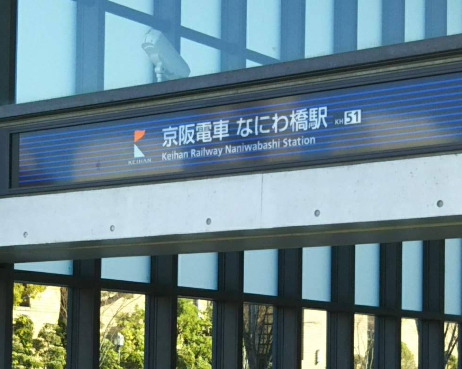 京阪電車 なにわ橋駅 KH 51
Keihan Railway Naniwabashi Station
KEIHAN